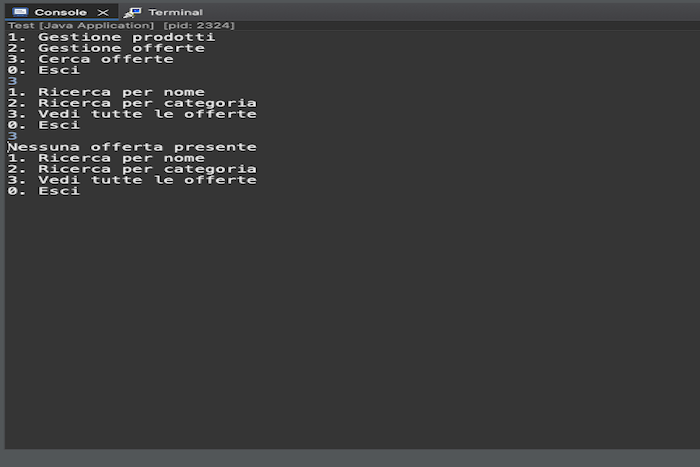 Console
Terminal
Test [Java Application] [pid: 2324]
1. Gestione prodotti
2. Gestione offerte
3. Cerca offerte
0. Esci
3
1. Ricerca per nome
2. Ricerca per categoria
3. Vedi tutte le offerte
0. Esci
3
Nessuna offerta presente
1. Ricerca per nome
2. Ricerca per categoria
3. Vedi tutte le offerte
0. Esci